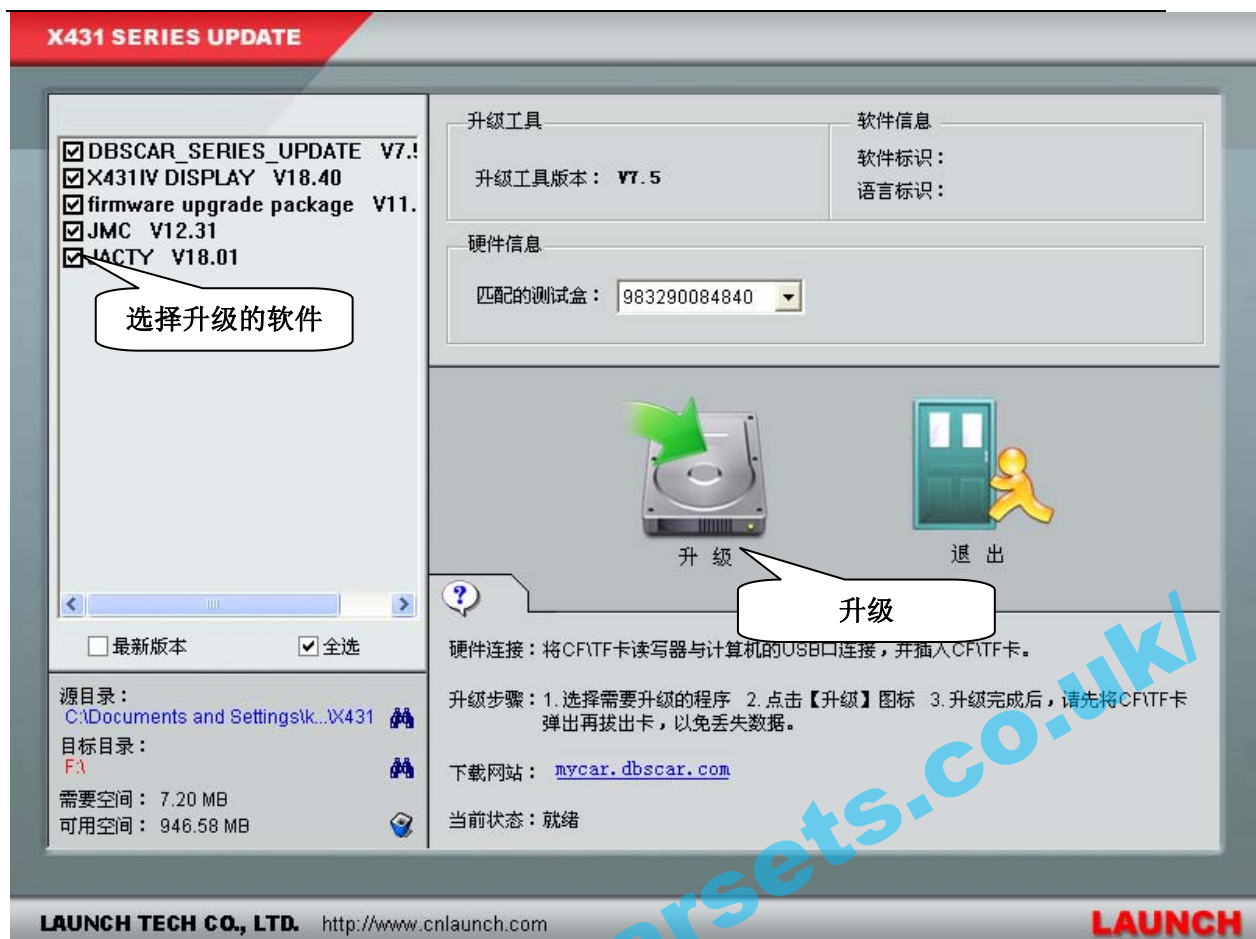 X431 SERIES UPDATE
DBSCAR_SERIES_UPDATE V7.5
X431IV DISPLAY V18.40
firmware upgrade package V11.
JMC V12.31
JACTY V18.01
选择升级的软件
最新版本 全选
源目录：
C:\Documents and Settings\k...\X431
目标目录：
F:\
需要空间： 7.20 MB
可用空间： 946.58 MB
升级工具
升级工具版本： V7.5
软件信息
软件标识：
语言标识：
硬件信息
匹配的测试盒： 983290084840
升 级
退 出
升级
硬件连接：将CF\TF卡读写器与计算机的USB口连接，并插入CF\TF卡。
升级步骤：1.选择需要升级的程序 2.点击【升级】图标 3.升级完成后，请先将CF\TF卡
弹出再拔出卡，以免丢失数据。
下载网站： mycar.dbscar.com
当前状态：就绪
LAUNCH TECH CO., LTD. http://www.cnlaunch.com
LAUNCH
arsets.co.uk/